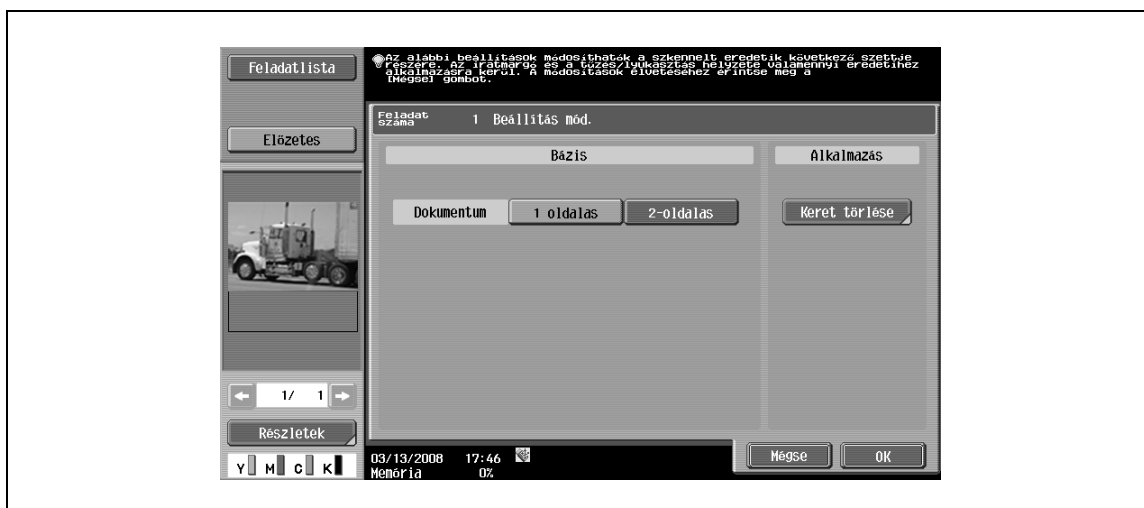 Feladatlista
Az alábbi beállítások módosíthatók a szkennelt eredetik következő szettje
részére. Az iratmargó és a tűzés/lyukasztás helyzete valamennyi eredetihez
alkalmazásra kerül. A módosítások elvetéséhez érintse meg a
[Mégse] gombot.
Előzetes
Feladat
száma
1 Beállítás mód.
Bázis
Alkalmazás
Dokumentum 1 oldalas 2-oldalas
Keret törlése
1/ 1
Részletek
Y M C K
03/13/2008 17:46
Memória 0%
Mégse OK